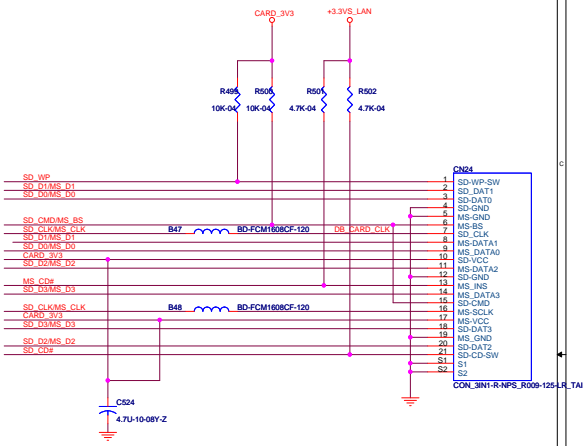 CARD_3V3 +3.3VS_LAN
R499 R500 R501 R502
10K-04 10K-04 4.7K-04 4.7K-04
C
CN24
SD_WP 1 SD-WP-SW
SD_D1/MS_D1 2 SD_DAT1
SD_D0/MS_D0 3 SD-DAT0
4 SD-GND
5 MS-GND
SD_CMD/MS_BS 6 MS-BS
SD_CLK/MS_CLK B47 BD-FCM1608CF-120 DB_CARD_CLK 7 SD_CLK
SD_D1/MS_D1 8 MS-DATA1
SD_D0/MS_D0 9 MS_DATA0
CARD_3V3 10 SD-VCC
SD_D2/MS_D2 11 MS-DATA2
12 SD-GND
MS_CD# 13 MS_INS
SD_D3/MS_D3 14 MS_DATA3
15 SD-CMD
SD_CLK/MS_CLK B48 BD-FCM1608CF-120 16 MS-SCLK
CARD_3V3 17 MS-VCC
SD_D3/MS_D3 18 SD-DAT3
19 MS_GND
SD_D2/MS_D2 20 SD-DAT2
SD_CD# 21 SD-CD-SW
S1 S1
S2 S2
CON_3IN1-R-NPS_R009-125-LR_TAI
C524
4.7U-10-08Y-Z